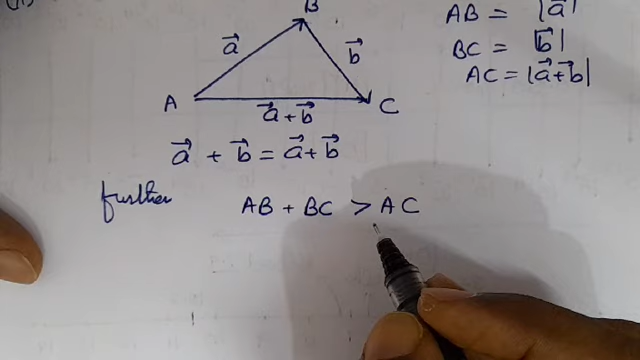 B
AB = |a⃗|
a⃗
b⃗
BC = |b⃗|
AC = |a⃗+b⃗|
A
C
a⃗+b⃗
a⃗ + b⃗ = a⃗+b⃗
further
AB + BC > AC